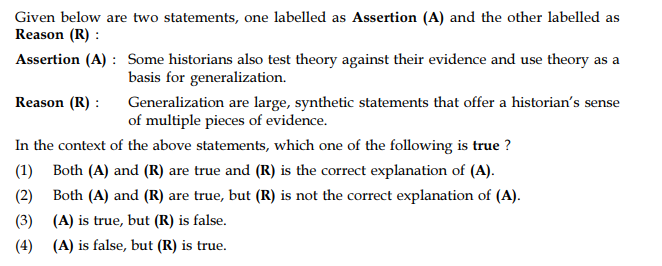 Given below are two statements, one labelled as Assertion (A) and the other labelled as
Reason (R) :
Assertion (A) : Some historians also test theory against their evidence and use theory as a
basis for generalization.
Reason (R) : Generalization are large, synthetic statements that offer a historian's sense
of multiple pieces of evidence.
In the context of the above statements, which one of the following is true ?
(1) Both (A) and (R) are true and (R) is the correct explanation of (A).
(2) Both (A) and (R) are true, but (R) is not the correct explanation of (A).
(3) (A) is true, but (R) is false.
(4) (A) is false, but (R) is true.